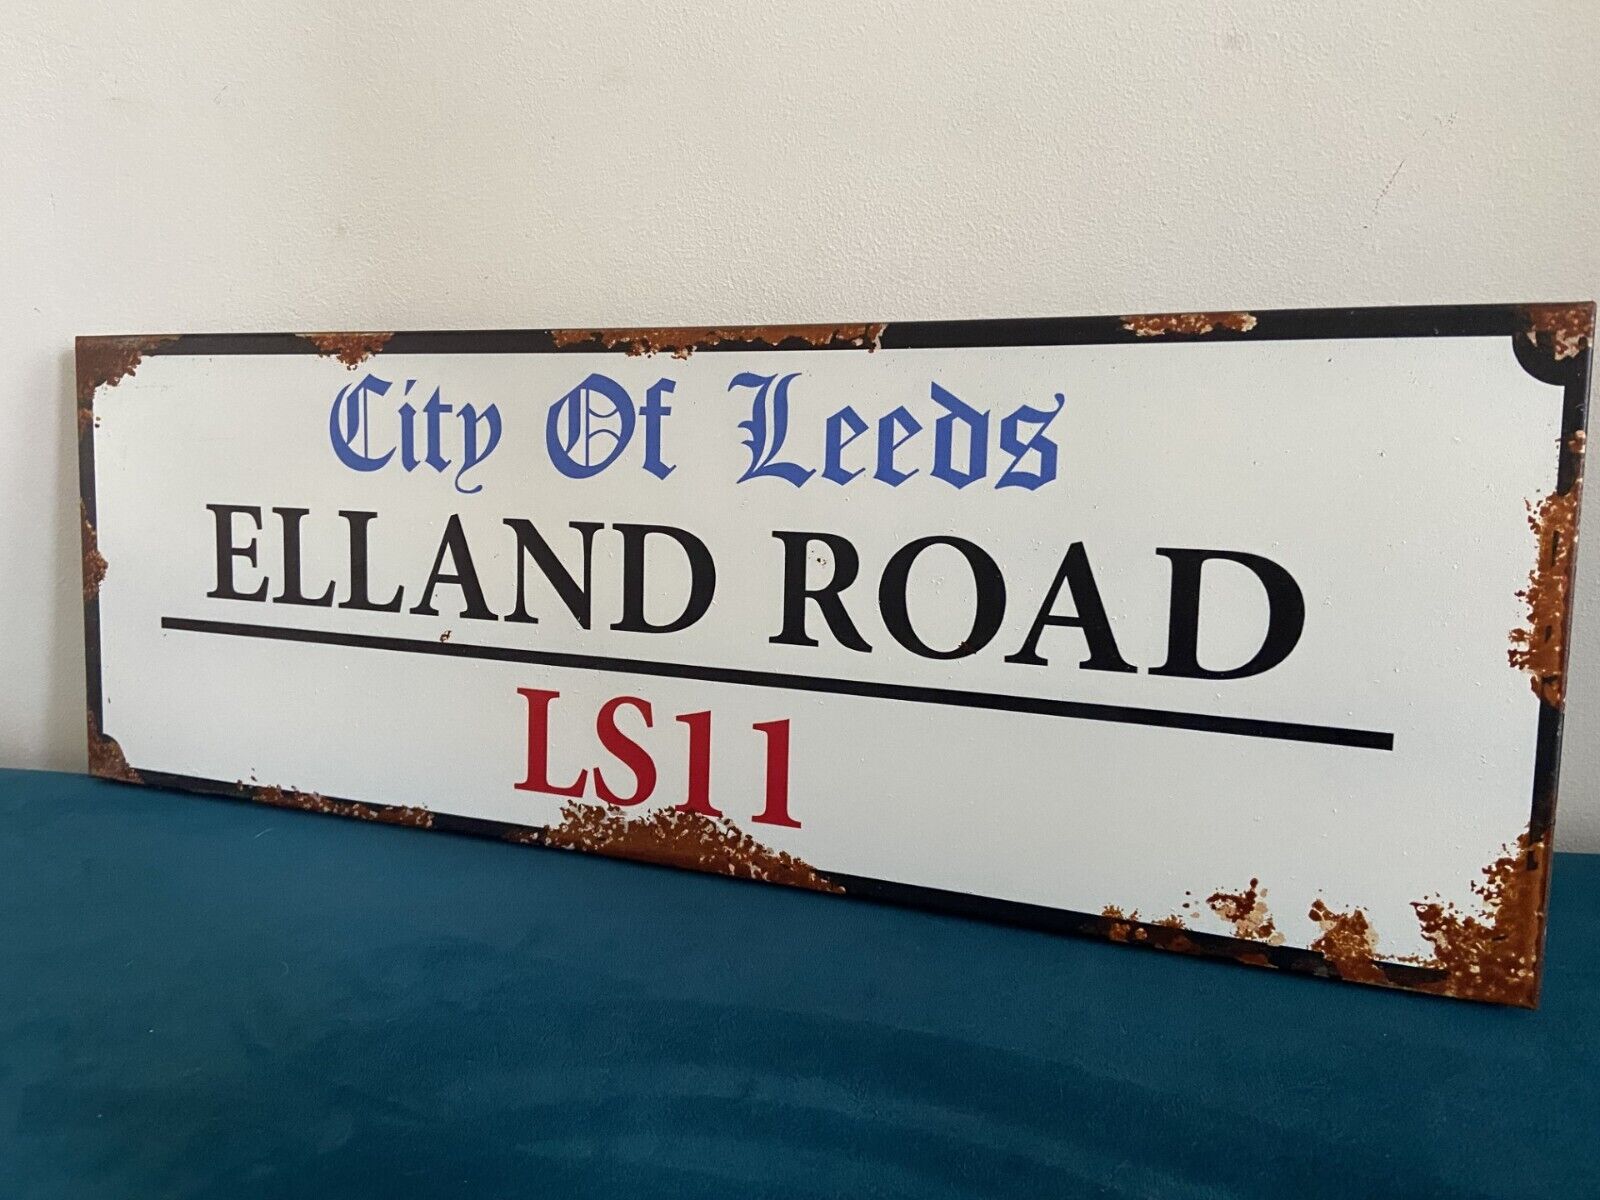 City Of Leeds
ELLAND ROAD
LS11